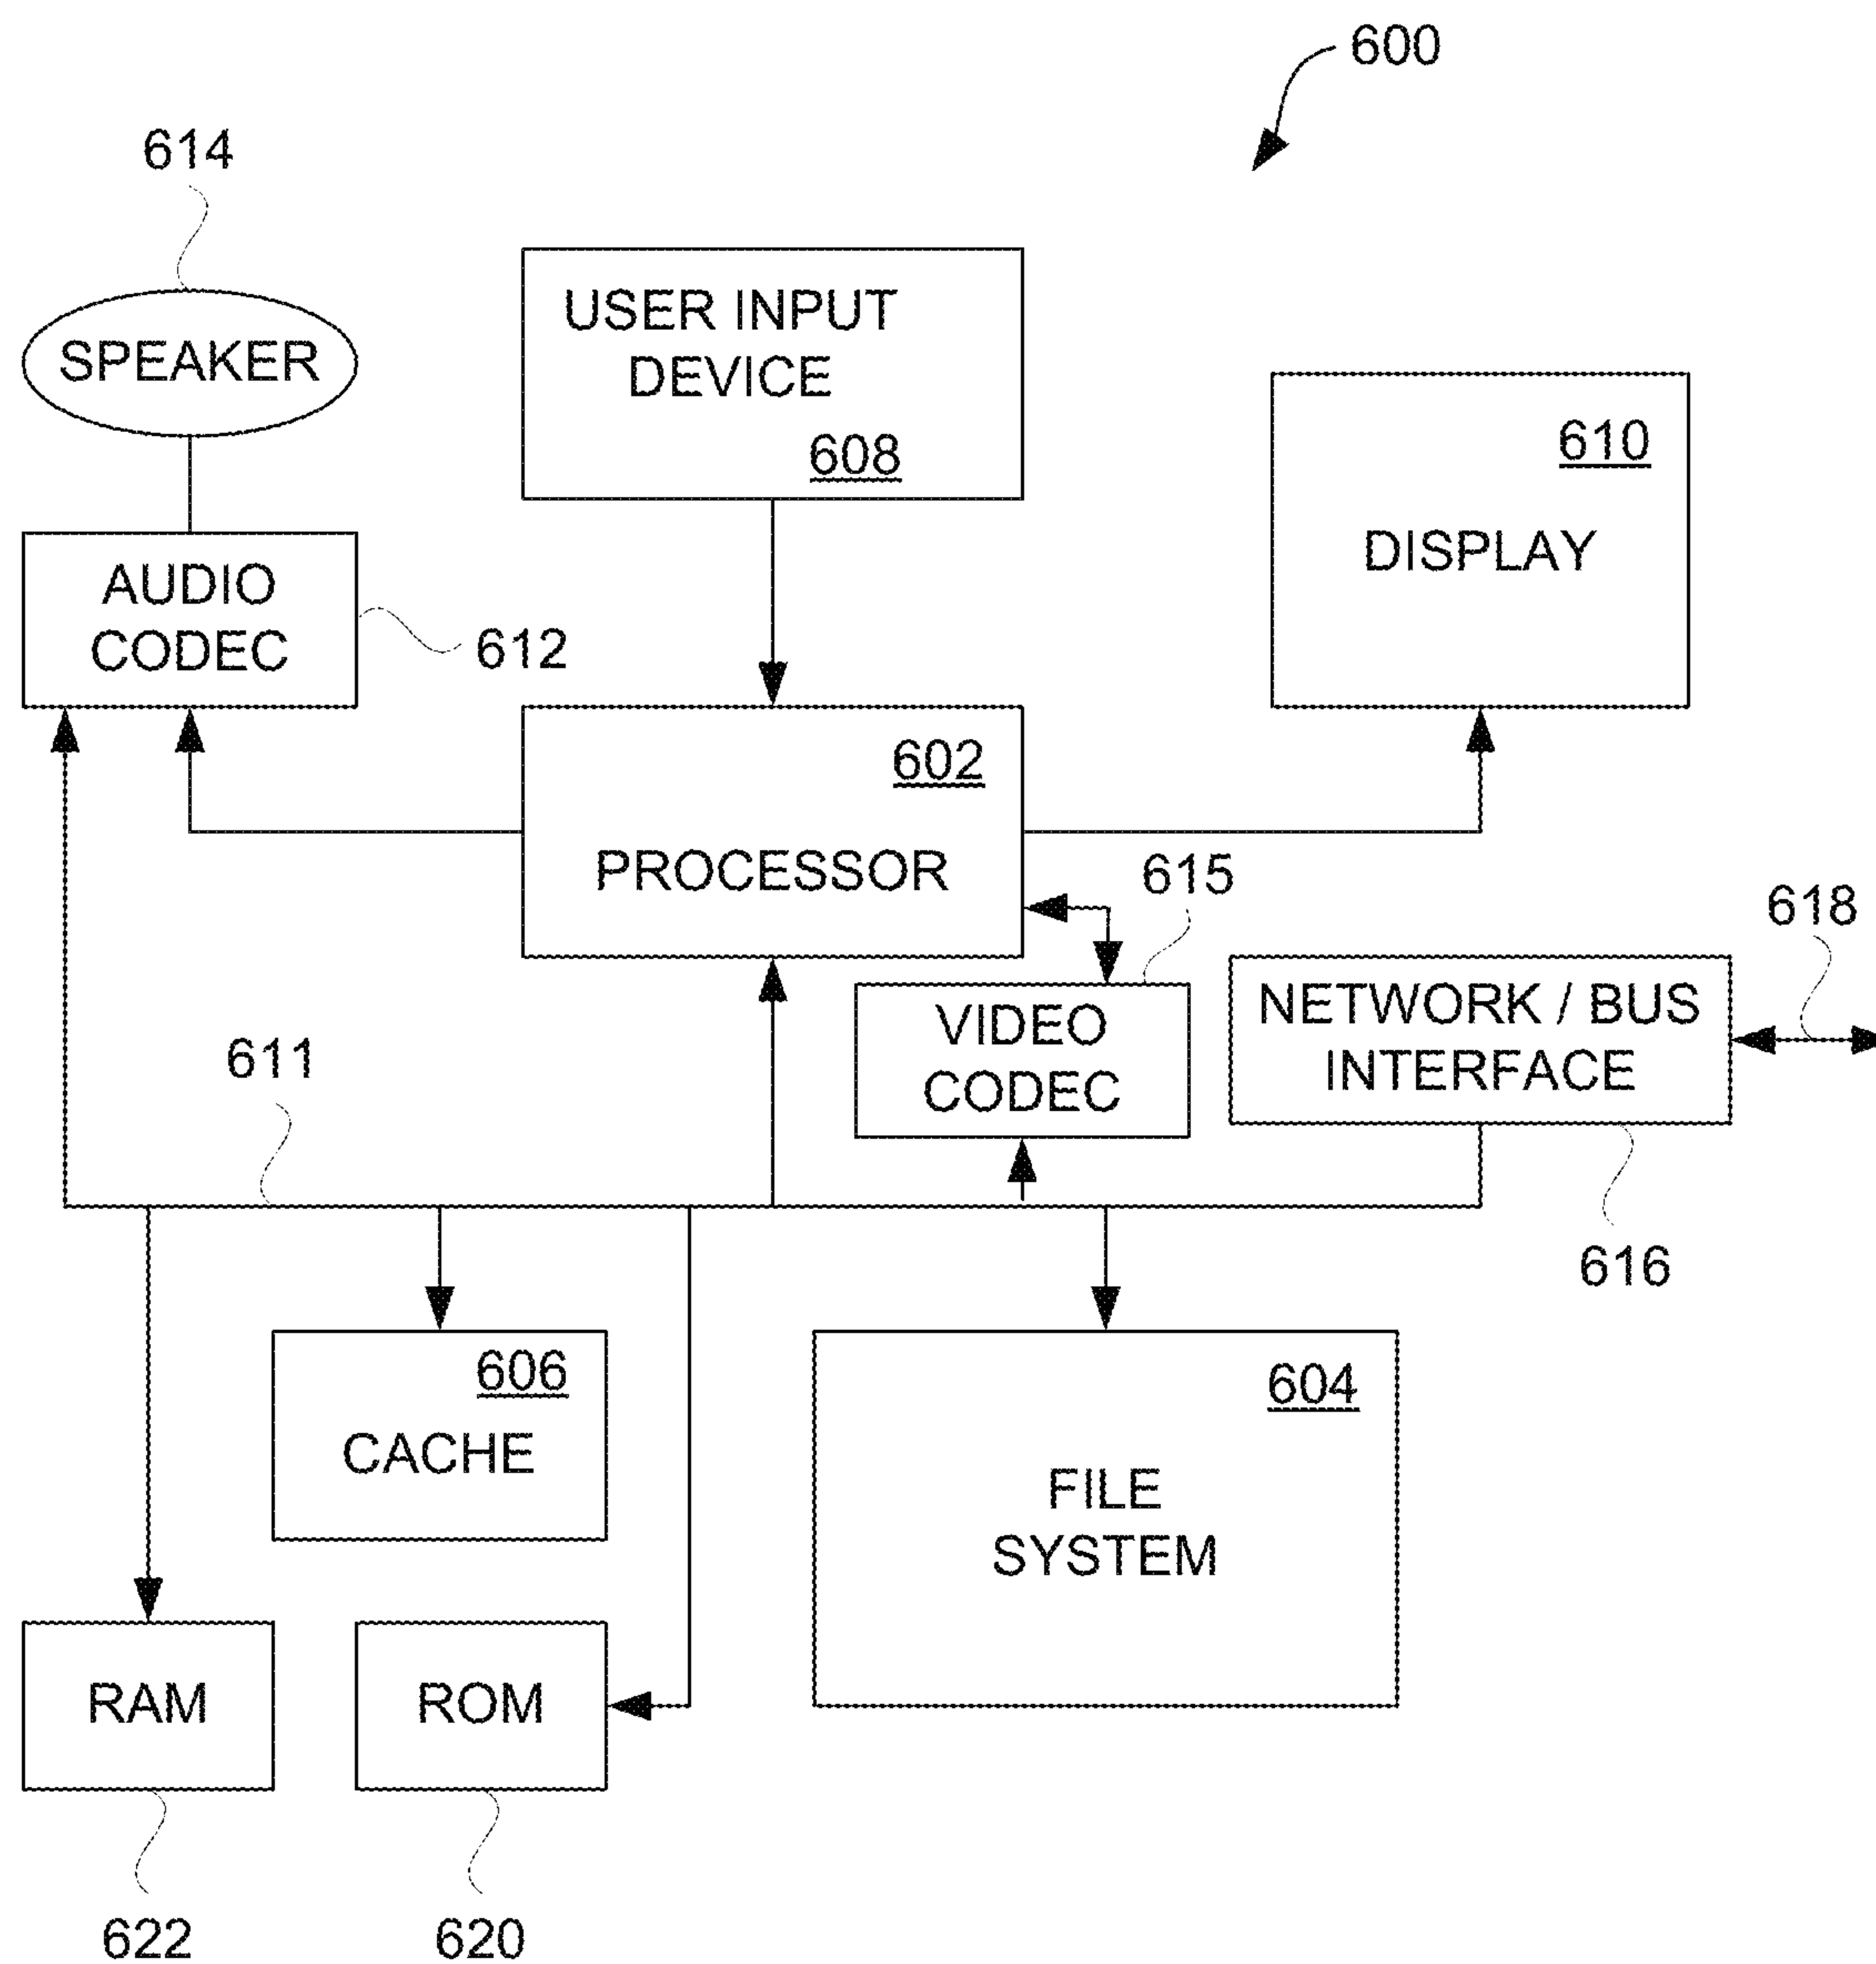 600
614
SPEAKER
USER INPUT
DEVICE
608
610
DISPLAY
AUDIO
CODEC
612
602
PROCESSOR
615
618
VIDEO
CODEC
NETWORK / BUS
INTERFACE
611
616
606
CACHE
604
FILE
SYSTEM
RAM
ROM
622
620